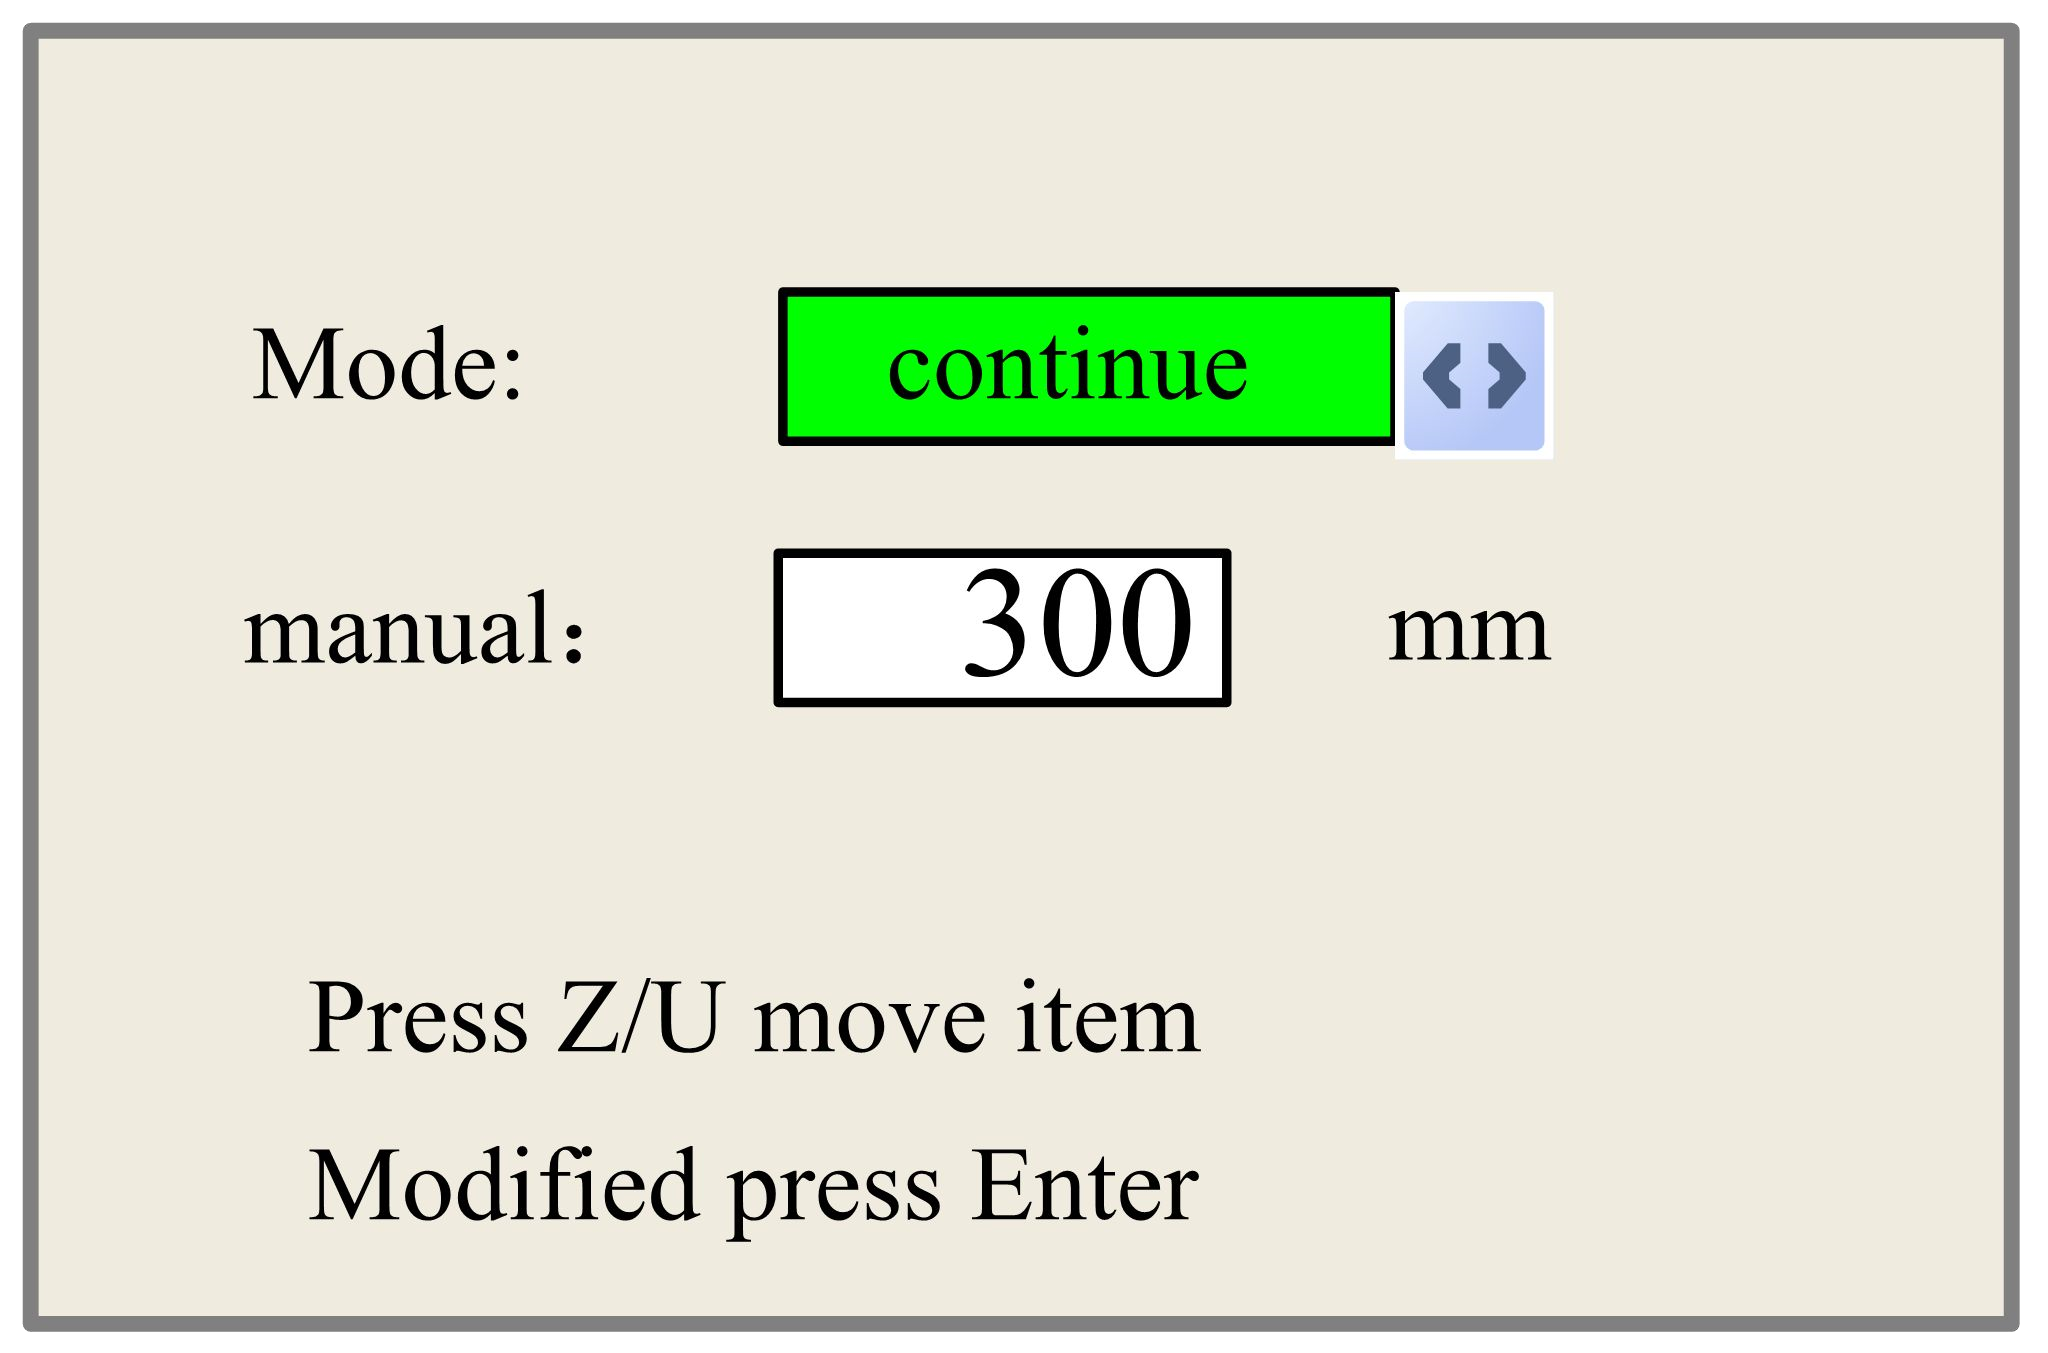 Mode: continue
manual： 300 mm
Press Z/U move item
Modified press Enter